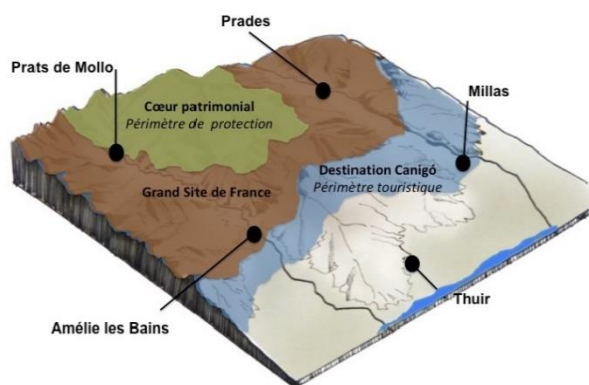 Prades
Prats de Mollo
Millas
Cœur patrimonial
Périmètre de protection
Destination Canigó
Périmètre touristique
Grand Site de France
Thuir
Amélie les Bains